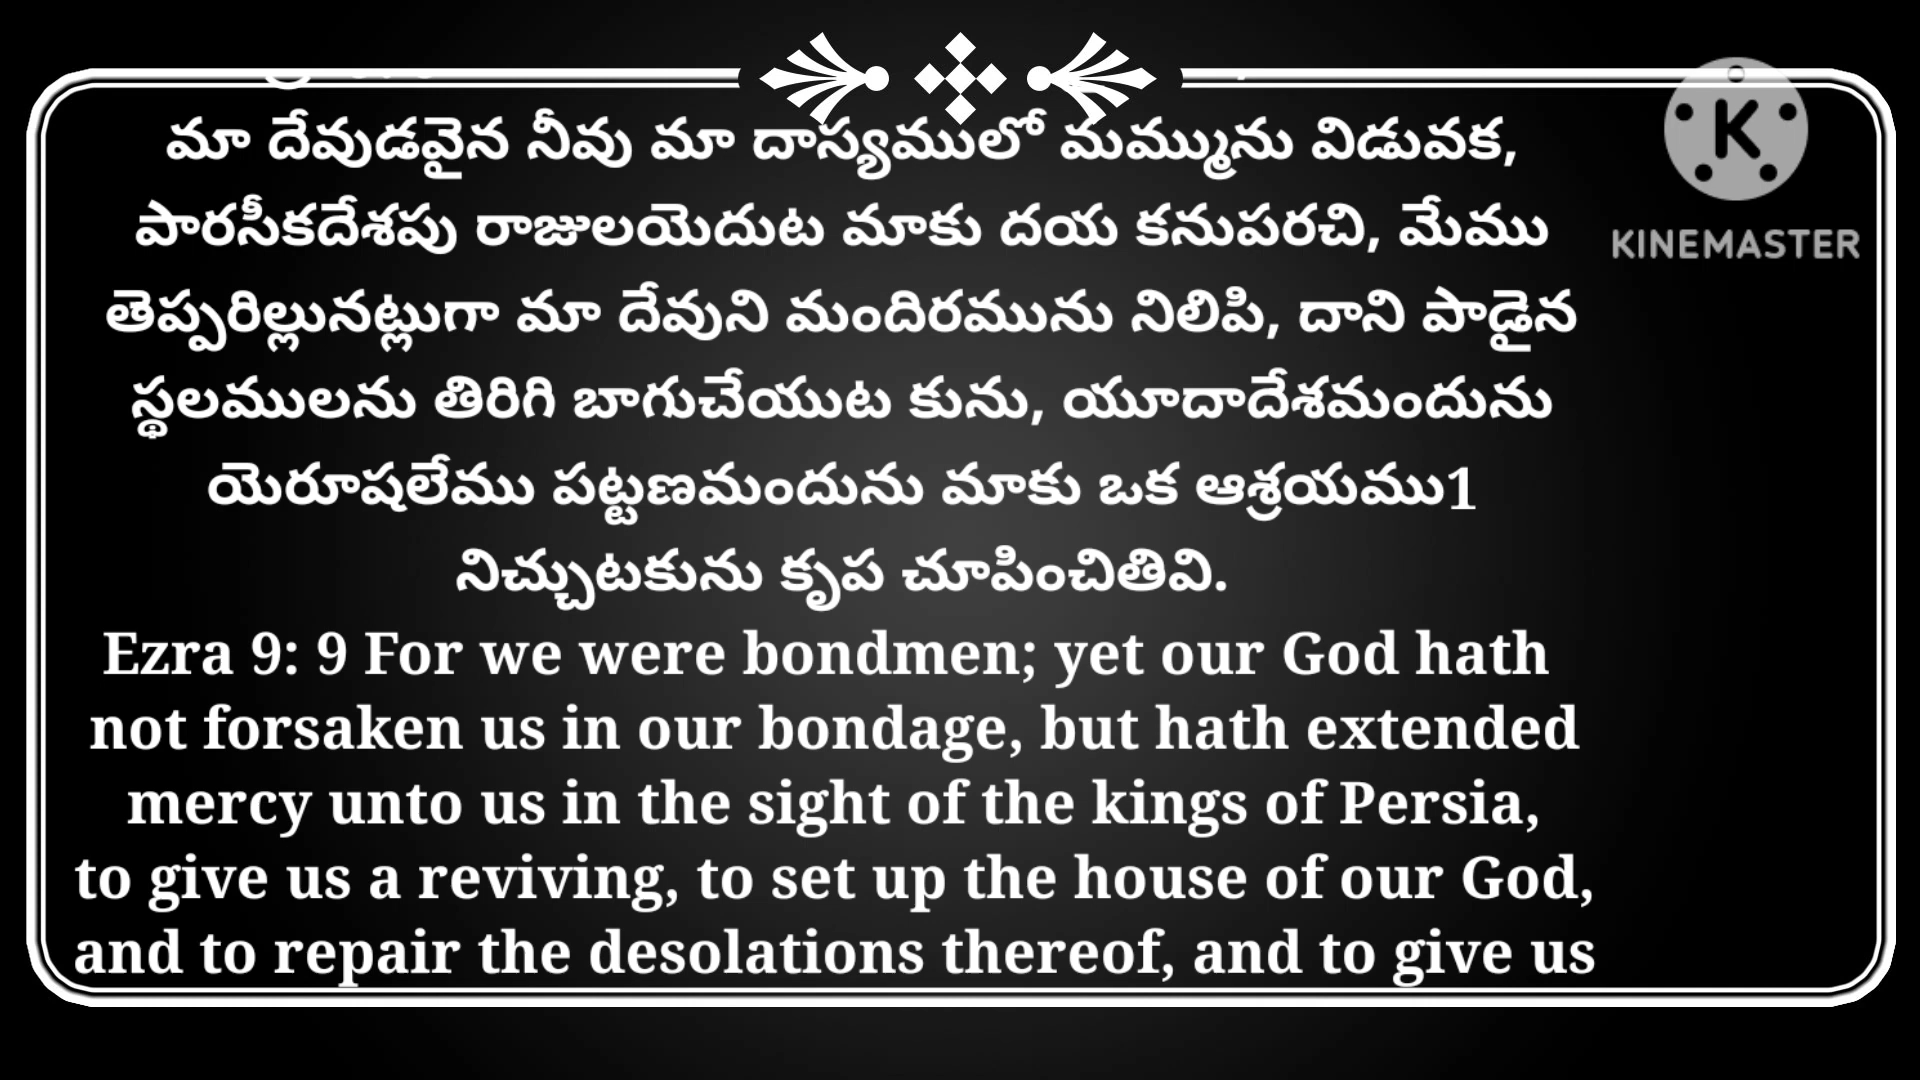 మా దేవుడవైన నీవు మా దాస్యములో మమ్మును విడువక,
పారసీకదేశపు రాజులయెదుట మాకు దయ కనుపరచి, మేము
తెప్పరిల్లునట్లుగా మా దేవుని మందిరమును నిలిపి, దాని పాడైన
స్థలములను తిరిగి బాగుచేయుట కును, యూదాదేశమందును
యెరూషలేము పట్టణమందును మాకు ఒక ఆశ్రయము1
నిచ్చుటకును కృప చూపించితివి.
Ezra 9: 9 For we were bondmen; yet our God hath
not forsaken us in our bondage, but hath extended
mercy unto us in the sight of the kings of Persia,
to give us a reviving, to set up the house of our God,
and to repair the desolations thereof, and to give us
K
KINEMASTER